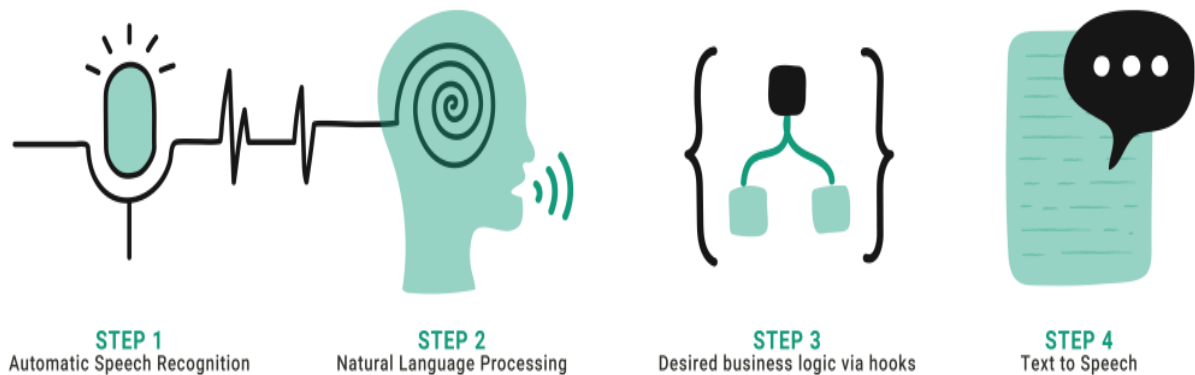 STEP 1
Automatic Speech Recognition
STEP 2
Natural Language Processing
STEP 3
Desired business logic via hooks
STEP 4
Text to Speech